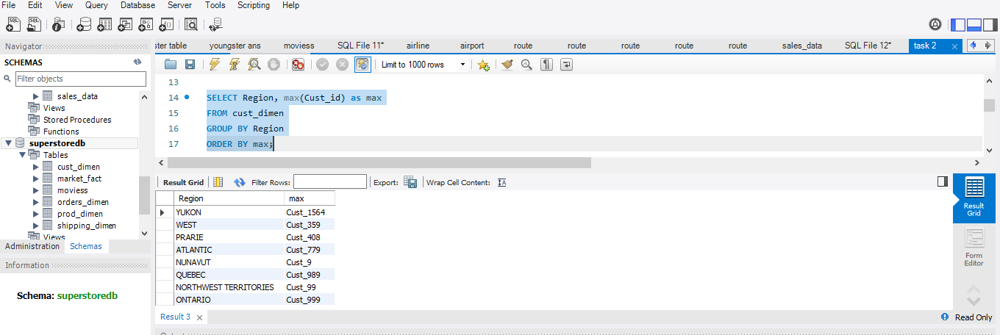 File Edit View Query Database Server Tools Scripting Help
Navigator
ster table youngster ans moviess SQL File 11* airline airport route route route route route sales_data SQL File 12* task 2
SCHEMAS
Limit to 1000 rows
Filter objects
sales_data
Views
Stored Procedures
Functions
superstoredb
Tables
cust_dimen
market_fact
moviess
orders_dimen
prod_dimen
shipping_dimen
Views
Administration Schemas
Information
Schema: superstoredb
13
14 SELECT Region, max(Cust_id) as max
15 FROM cust_dimen
16 GROUP BY Region
17 ORDER BY max;
Result Grid Filter Rows: Export: Wrap Cell Content:
Region max
YUKON Cust_1564
WEST Cust_359
PRARIE Cust_408
ATLANTIC Cust_779
NUNAVUT Cust_9
QUEBEC Cust_989
NORTHWEST TERRITORIES Cust_99
ONTARIO Cust_999
Result Grid
Form Editor
Result 3
Read Only